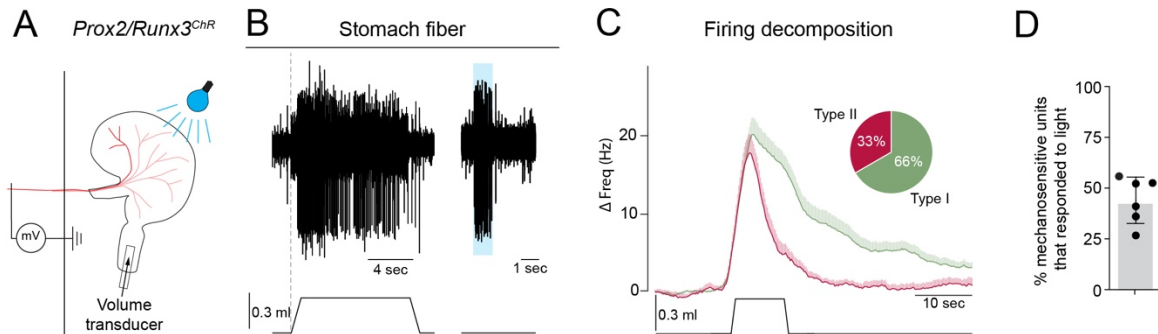 A
Prox2/Runx3ChR
mV
Volume
transducer
B
Stomach fiber
4 sec
1 sec
0.3 ml
C
Firing decomposition
Δ Freq (Hz)
20
10
0
Type II
33%
66%
Type I
10 sec
0.3 ml
D
% mechanosensitive units
that responded to light
100
75
50
25
0